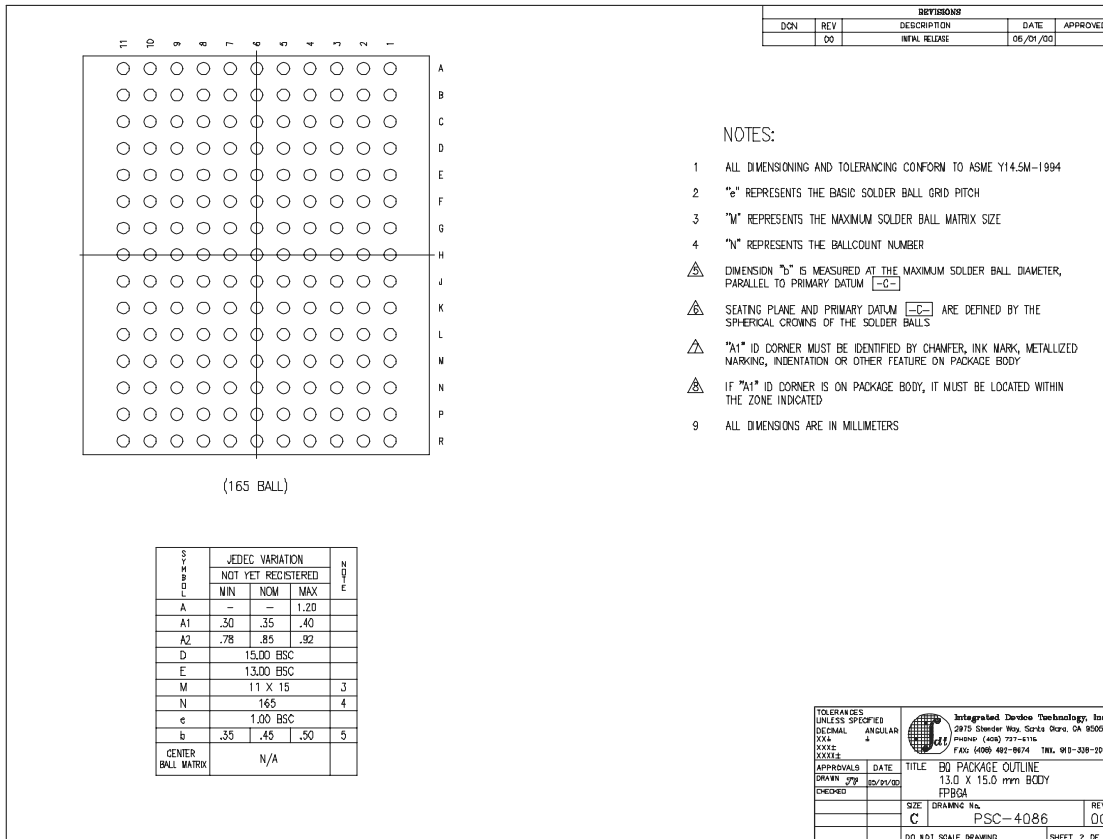 REVISIONS
DCN REV DESCRIPTION DATE APPROVED
00 INITIAL RELEASE 05/01/00
11 10 9 8 7 6 5 4 3 2 1
A
B
C
D
E
F
G
H
J
K
L
M
N
P
R
(165 BALL)
NOTES:
1 ALL DIMENSIONING AND TOLERANCING CONFORM TO ASME Y14.5M-1994
2 "e" REPRESENTS THE BASIC SOLDER BALL GRID PITCH
3 "M" REPRESENTS THE MAXIMUM SOLDER BALL MATRIX SIZE
4 "N" REPRESENTS THE BALLCOUNT NUMBER
5 DIMENSION "b" IS MEASURED AT THE MAXIMUM SOLDER BALL DIAMETER,
PARALLEL TO PRIMARY DATUM -C-
6 SEATING PLANE AND PRIMARY DATUM -C- ARE DEFINED BY THE
SPHERICAL CROWNS OF THE SOLDER BALLS
7 "A1" ID CORNER MUST BE IDENTIFIED BY CHAMFER, INK MARK, METALLIZED
MARKING, INDENTATION OR OTHER FEATURE ON PACKAGE BODY
8 IF "A1" ID CORNER IS ON PACKAGE BODY, IT MUST BE LOCATED WITHIN
THE ZONE INDICATED
9 ALL DIMENSIONS ARE IN MILLIMETERS
SYMBOL JEDEC VARIATION NOTE
NOT YET REGISTERED
MIN NOM MAX
A - - 1.20
A1 .30 .35 .40
A2 .78 .85 .92
D 15.00 BSC
E 13.00 BSC
M 11 X 15 3
N 165 4
e 1.00 BSC
b .35 .45 .50 5
CENTER
BALL MATRIX N/A
TOLERANCES
UNLESS SPECIFIED
DECIMAL ANGULAR
XX± ±
XXX±
XXXX±
idt
Integrated Device Technology, Inc
2975 Stender Way, Santa Clara, CA 9505
PHONE: (408) 727-6116
FAX: (408) 492-8674 TWX: 910-338-20
APPROVALS DATE
DRAWN 05/01/00
CHECKED
TITLE BQ PACKAGE OUTLINE
13.0 X 15.0 mm BODY
FPBGA
SIZE DRAWING No. REV
C PSC-4086 00
DO NOT SCALE DRAWING SHEET 2 OF